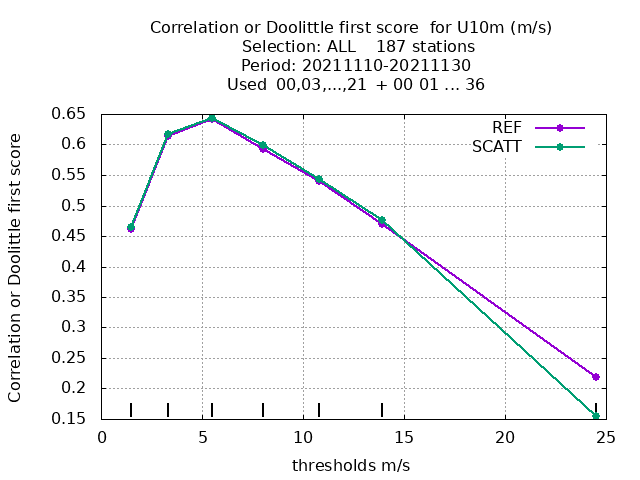 Correlation or Doolittle first score  for U10m (m/s)
Selection: ALL    187 stations
Period: 20211110-20211130
Used  00,03,...,21  + 00 01 ... 36
REF
SCATT
0.65
0.6
0.55
0.5
0.45
0.4
0.35
0.3
0.25
0.2
0.15
Correlation or Doolittle first score
0 5 10 15 20 25
thresholds m/s